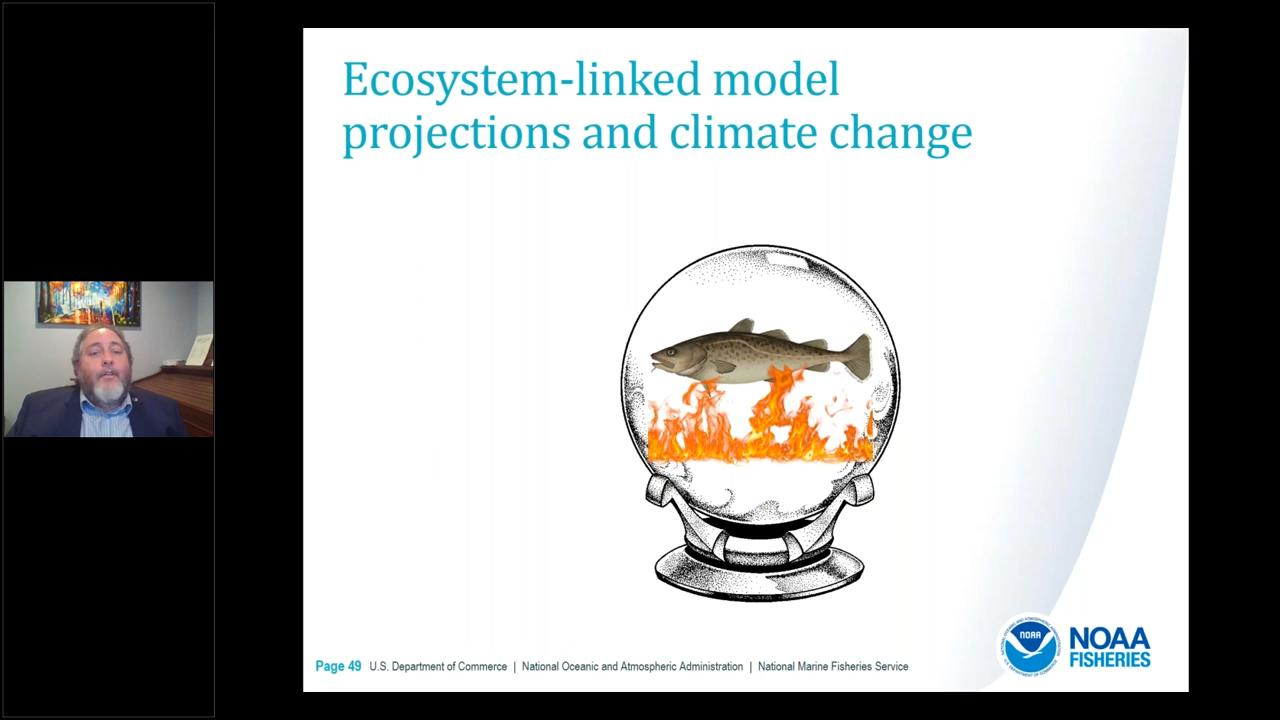 Ecosystem-linked model
projections and climate change
NOAA
NOAA
FISHERIES
Page 49 U.S. Department of Commerce | National Oceanic and Atmospheric Administration | National Marine Fisheries Service